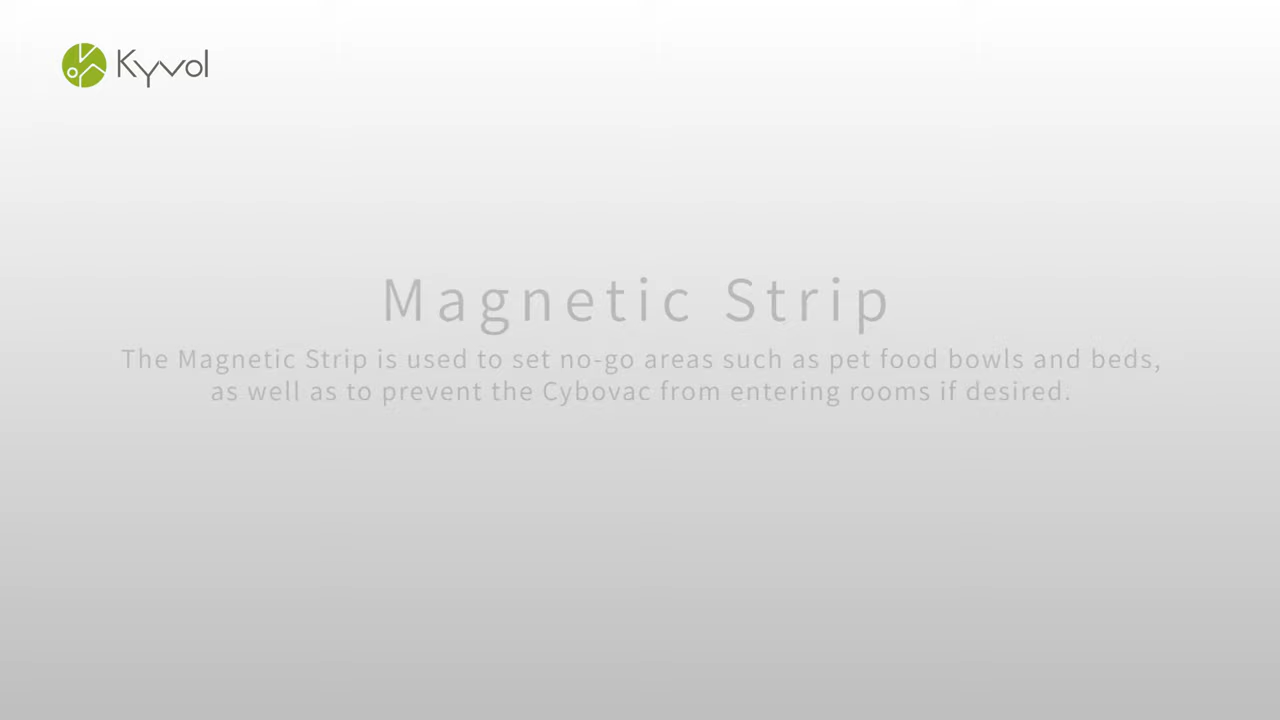 Kyvol
Magnetic Strip
The Magnetic Strip is used to set no-go areas such as pet food bowls and beds,
as well as to prevent the Cybovac from entering rooms if desired.